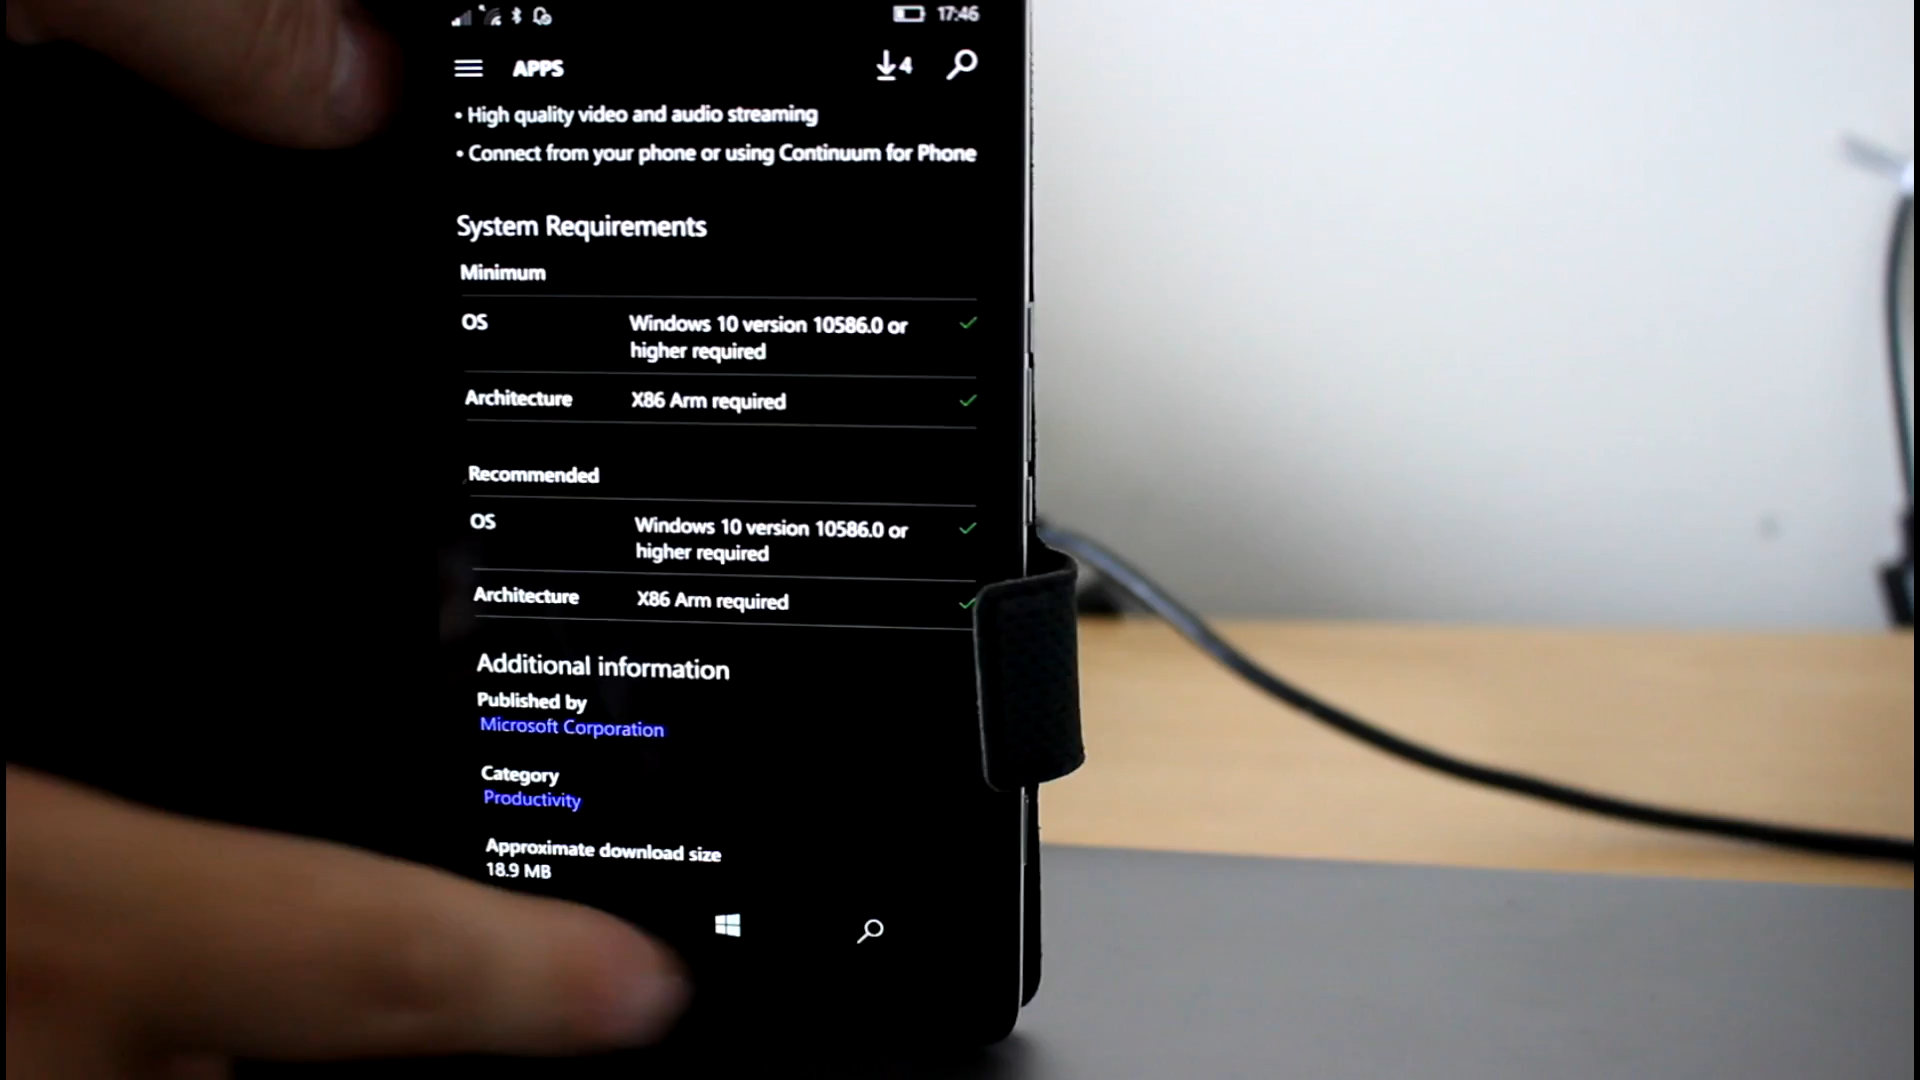 17:46
APPS
4
• High quality video and audio streaming
• Connect from your phone or using Continuum for Phone
System Requirements
Minimum
OS Windows 10 version 10586.0 or
higher required
Architecture X86 Arm required
Recommended
OS Windows 10 version 10586.0 or
higher required
Architecture X86 Arm required
Additional information
Published by
Microsoft Corporation
Category
Productivity
Approximate download size
18.9 MB